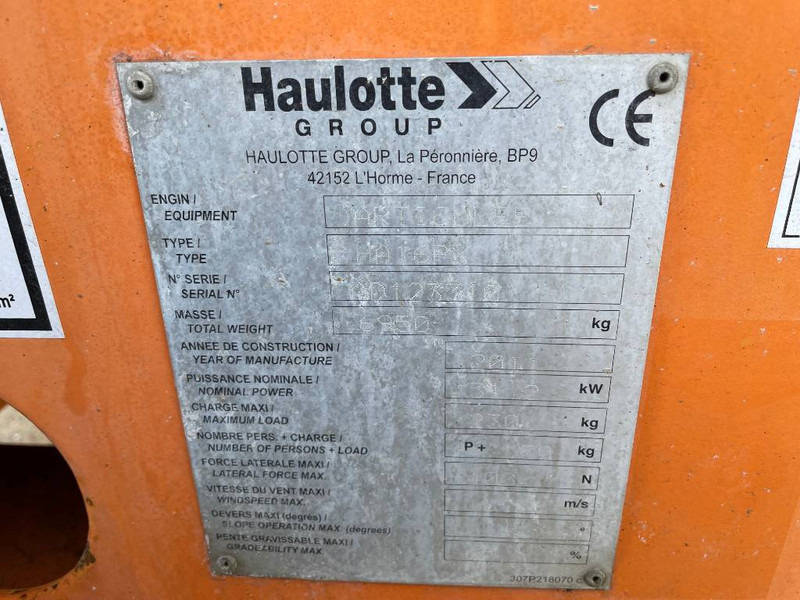 Haulotte
GROUP
CE
HAULOTTE GROUP, La Péronnière, BP9
42152 L'Horme - France
ENGIN /
EQUIPMENT
TYPE /
TYPE
N° SERIE /
SERIAL N°
MASSE /
TOTAL WEIGHT
kg
ANNEE DE CONSTRUCTION /
YEAR OF MANUFACTURE
PUISSANCE NOMINALE /
NOMINAL POWER
kW
CHARGE MAXI /
MAXIMUM LOAD
kg
NOMBRE PERS. + CHARGE /
NUMBER OF PERSONS + LOAD
P +
kg
FORCE LATERALE MAXI /
LATERAL FORCE MAX.
N
VITESSE DU VENT MAXI /
WINDSPEED MAX.
m/s
DEVERS MAXI (degrés) /
SLOPE OPERATION MAX. (degrees)
°
PENTE GRAVISSABLE MAXI /
GRADEABILITY MAX.
%
307P218070 c
m²